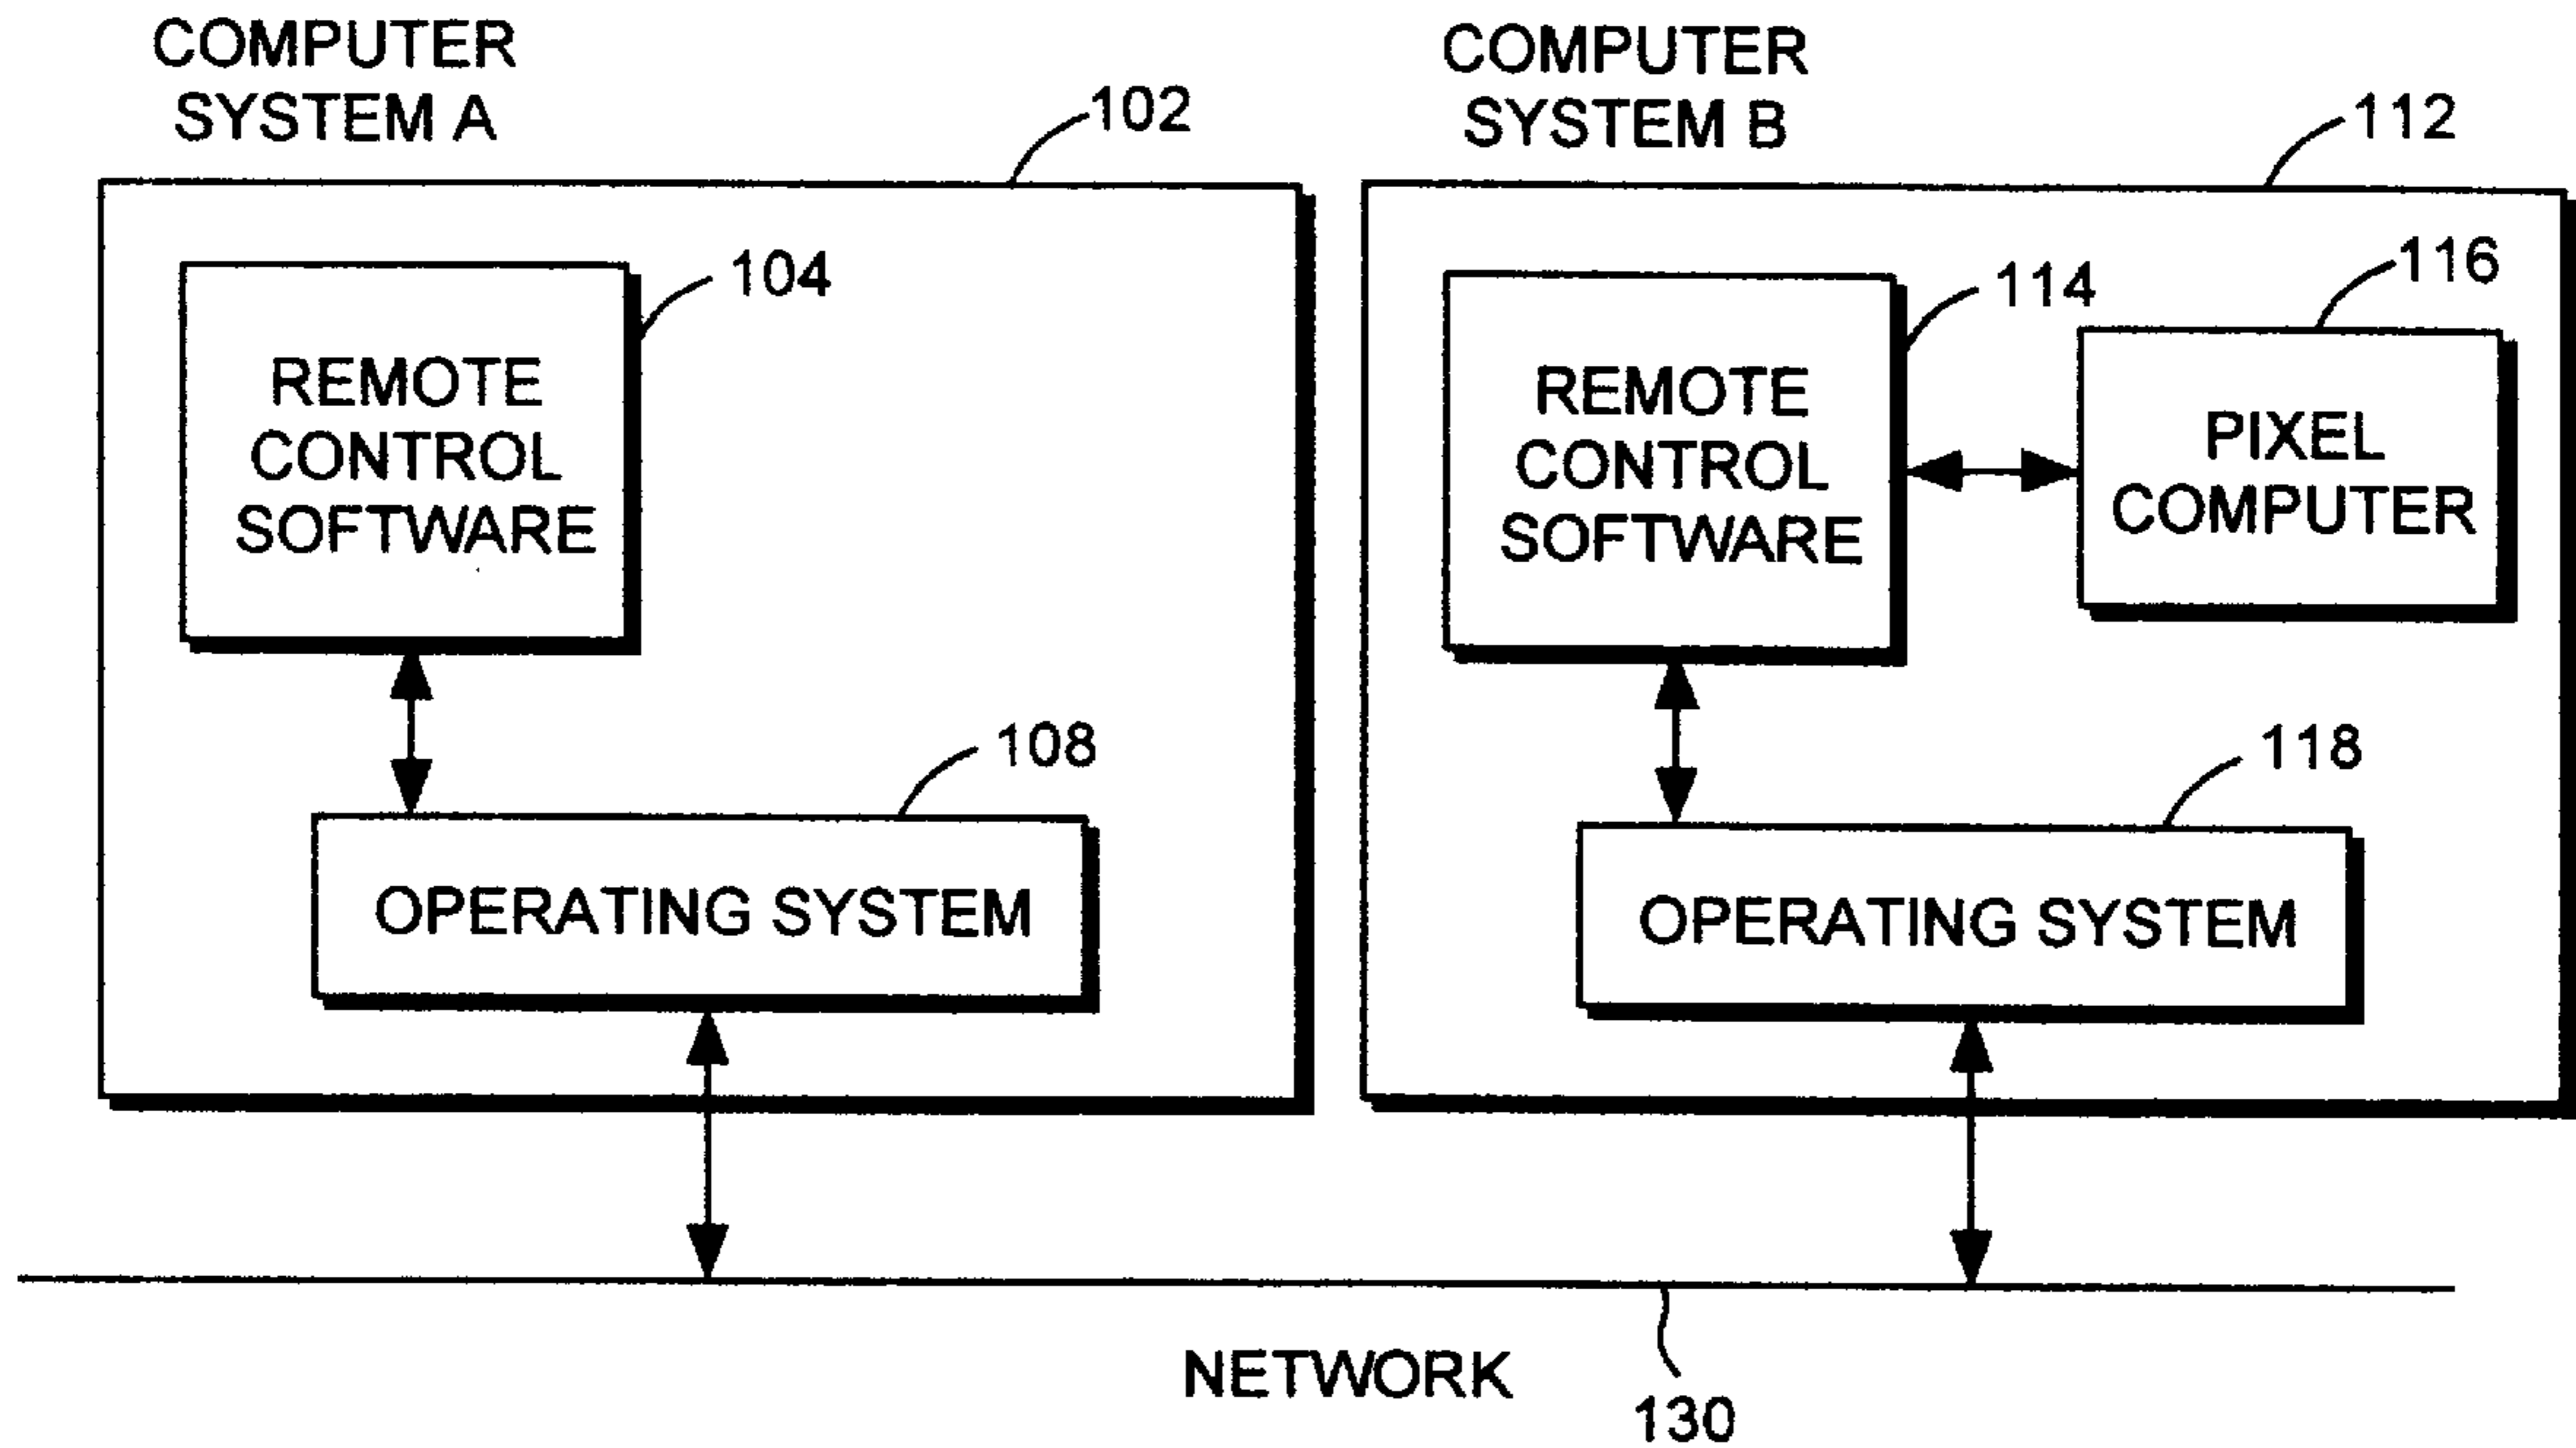 COMPUTER
SYSTEM A
102
104
REMOTE
CONTROL
SOFTWARE
108
OPERATING SYSTEM
COMPUTER
SYSTEM B
112
114
116
REMOTE
CONTROL
SOFTWARE
PIXEL
COMPUTER
118
OPERATING SYSTEM
NETWORK
130